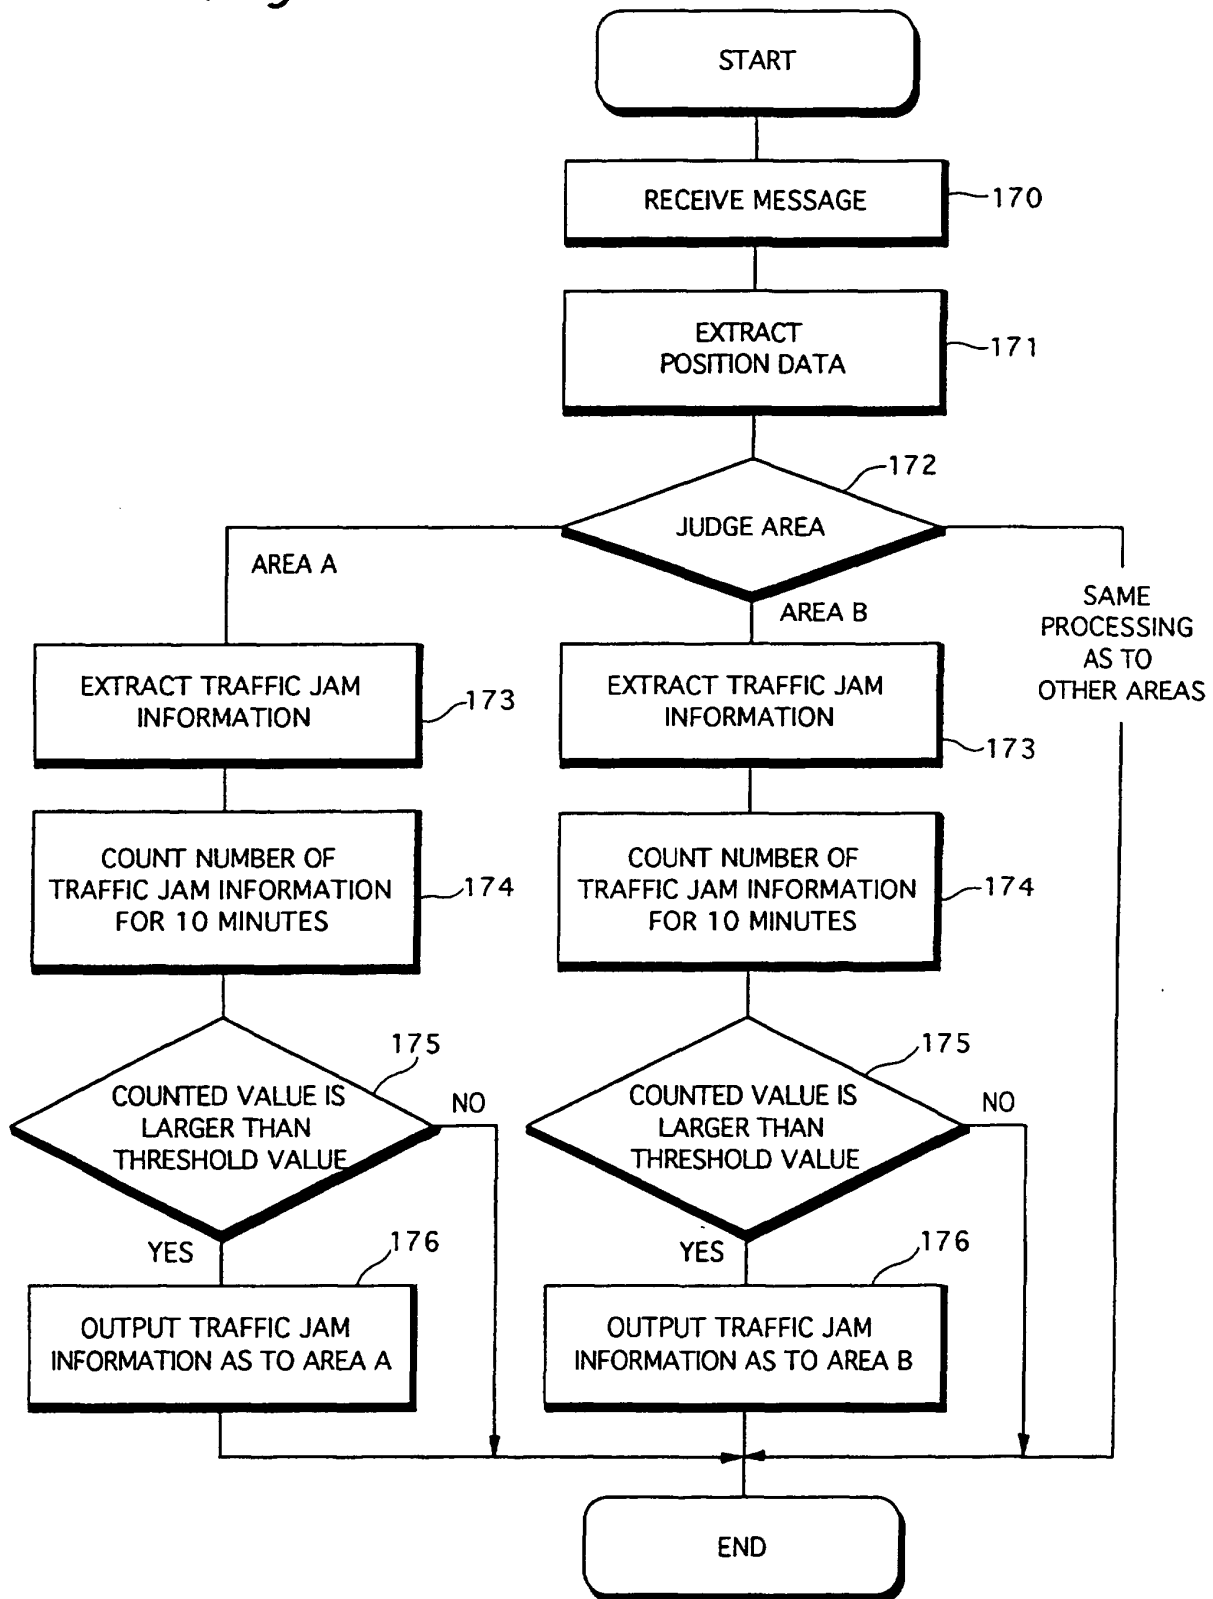 START
RECEIVE MESSAGE
170
EXTRACT
POSITION DATA
171
172
JUDGE AREA
AREA A
AREA B
SAME
PROCESSING
AS TO
OTHER AREAS
EXTRACT TRAFFIC JAM
INFORMATION
173
EXTRACT TRAFFIC JAM
INFORMATION
173
COUNT NUMBER OF
TRAFFIC JAM INFORMATION
FOR 10 MINUTES
174
COUNT NUMBER OF
TRAFFIC JAM INFORMATION
FOR 10 MINUTES
174
175
COUNTED VALUE IS
LARGER THAN
THRESHOLD VALUE
NO
YES
175
COUNTED VALUE IS
LARGER THAN
THRESHOLD VALUE
NO
YES
176
OUTPUT TRAFFIC JAM
INFORMATION AS TO AREA A
176
OUTPUT TRAFFIC JAM
INFORMATION AS TO AREA B
END